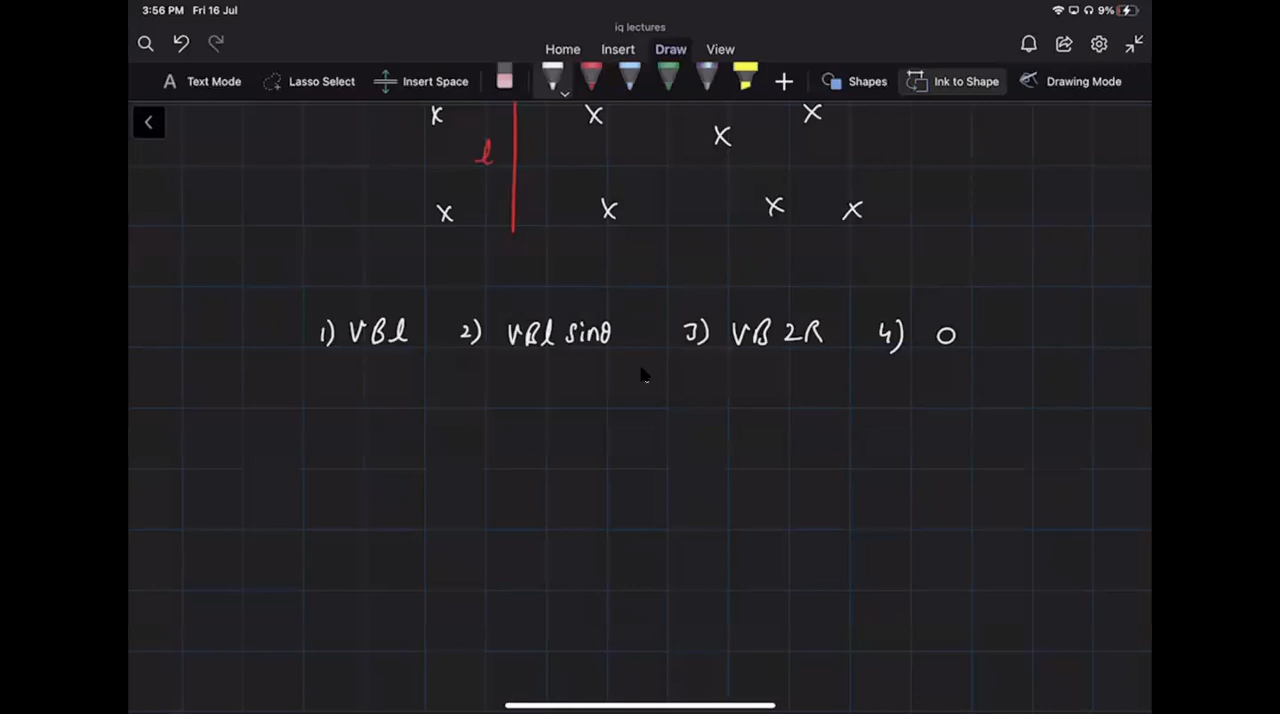 3:56 PM Fri 16 Jul 9%
iq lectures
Home Insert Draw View
Text Mode Lasso Select Insert Space Shapes Ink to Shape Drawing Mode
x x x x
l
x x x x
1) VBl 2) VBl sinθ 3) VB 2R 4) 0